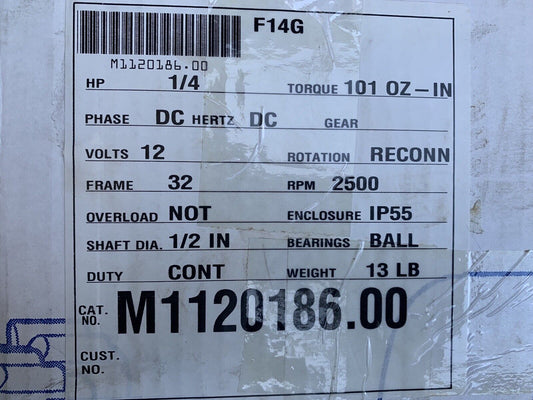 F14G
M1120186.00
HP 1/4 TORQUE 101 OZ-IN
PHASE DC HERTZ DC GEAR
VOLTS 12 ROTATION RECONN
FRAME 32 RPM 2500
OVERLOAD NOT ENCLOSURE IP55
SHAFT DIA. 1/2 IN BEARINGS BALL
DUTY CONT WEIGHT 13 LB
CAT. NO. M1120186.00
CUST. NO.